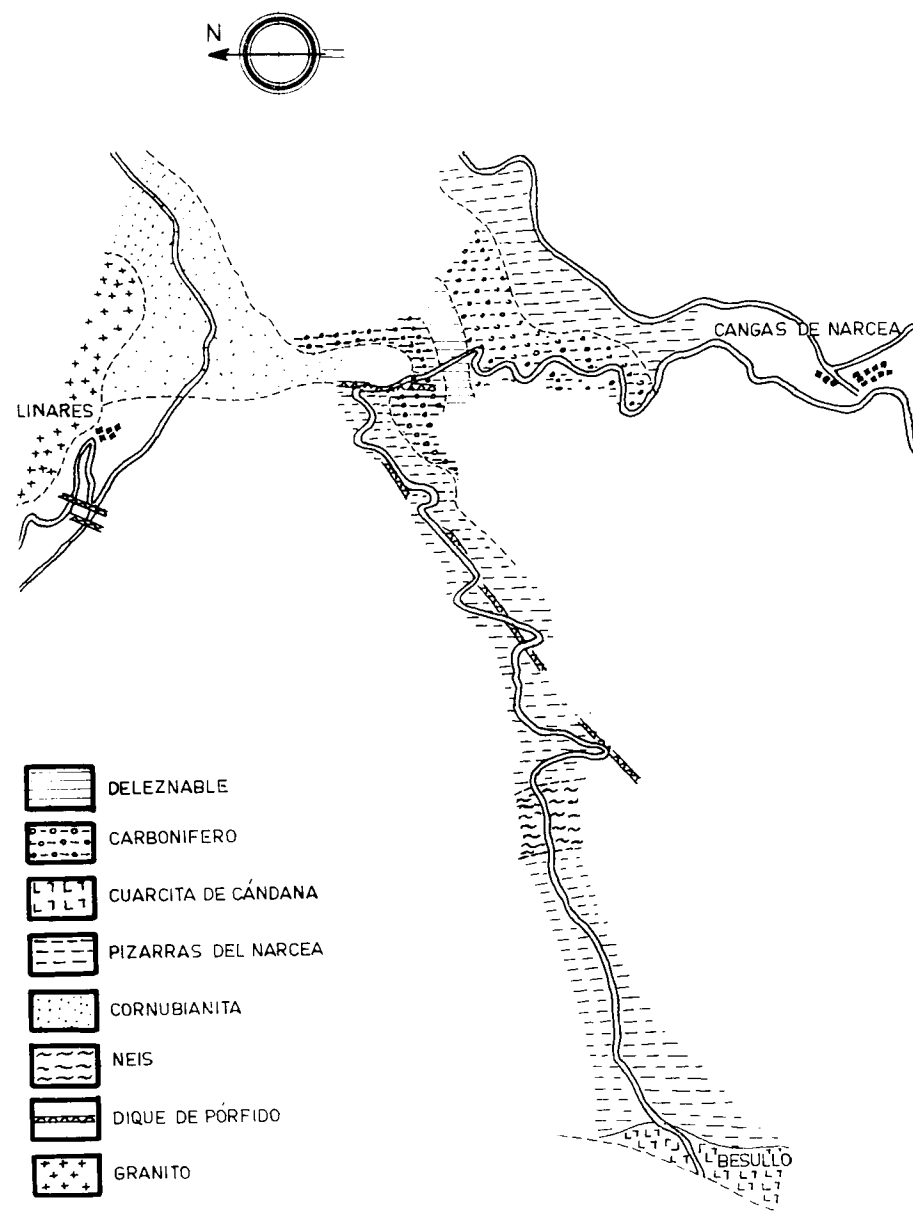 N
CANGAS DE NARCEA
LINARES
DELEZNABLE
CARBONIFERO
CUARCITA DE CÁNDANA
PIZARRAS DEL NARCEA
CORNUBIANITA
NEIS
DIQUE DE PÓRFIDO
GRANITO
BESULLO